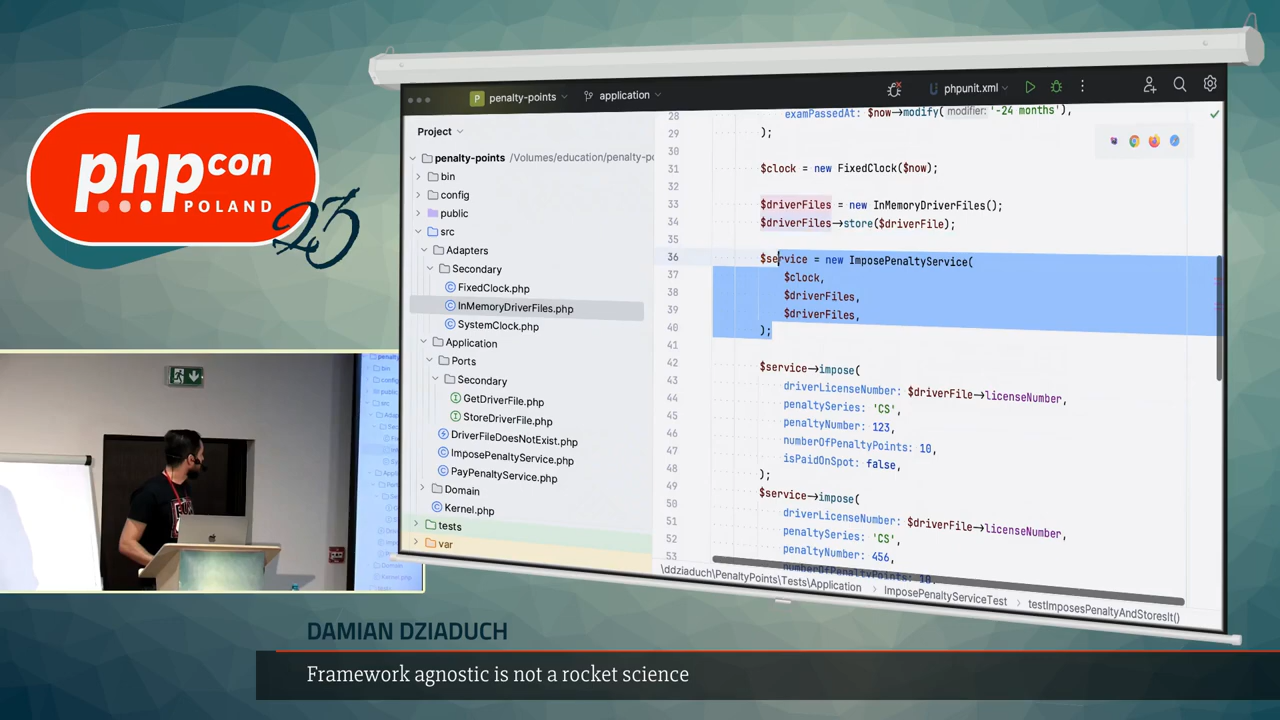 phpcon
POLAND
23
penalty-points
application
phpunit.xml
Project
penalty-points /Volumes/education/penalty-po
bin
config
public
src
Adapters
Secondary
FixedClock.php
InMemoryDriverFiles.php
SystemClock.php
Application
Ports
Secondary
GetDriverFile.php
StoreDriverFile.php
DriverFileDoesNotExist.php
ImposePenaltyService.php
PayPenaltyService.php
Domain
Kernel.php
tests
var
28 examPassedAt: $now→modify( modifier: '-24 months'),
29 );
30
31 $clock = new FixedClock($now);
32
33 $driverFiles = new InMemoryDriverFiles();
34 $driverFiles→store($driverFile);
35
36 $service = new ImposePenaltyService(
37 $clock,
38 $driverFiles,
39 $driverFiles,
40 );
41
42 $service→impose(
43 driverLicenseNumber: $driverFile→licenseNumber,
44 penaltySeries: 'CS',
45 penaltyNumber: 123,
46 numberOfPenaltyPoints: 10,
47 isPaidOnSpot: false,
48 );
49 $service→impose(
50 driverLicenseNumber: $driverFile→licenseNumber,
51 penaltySeries: 'CS',
52 penaltyNumber: 456,
53 numberOfPenaltyPoints: 10,
\ddziaduch\PenaltyPoints\Tests\Application > ImposePenaltyServiceTest > testImposesPenaltyAndStoresIt()
DAMIAN DZIADUCH
Framework agnostic is not a rocket science